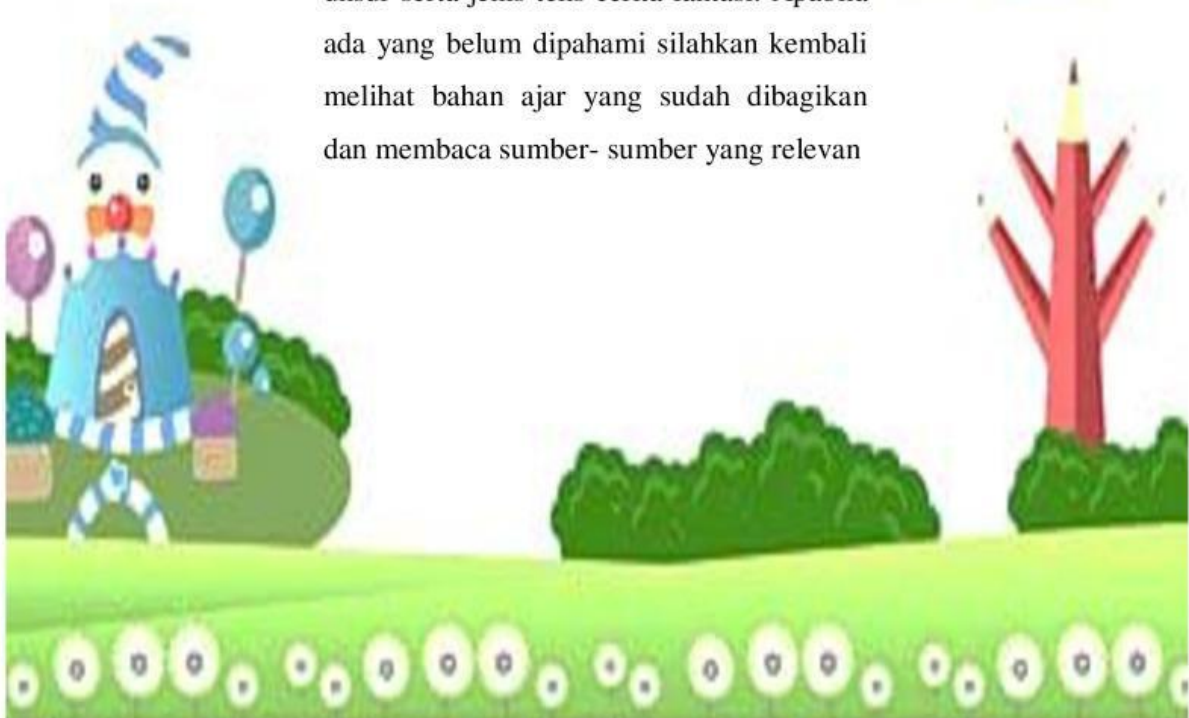 ada yang belum dipahami silahkan kembali
melihat bahan ajar yang sudah dibagikan
dan membaca sumber- sumber yang relevan